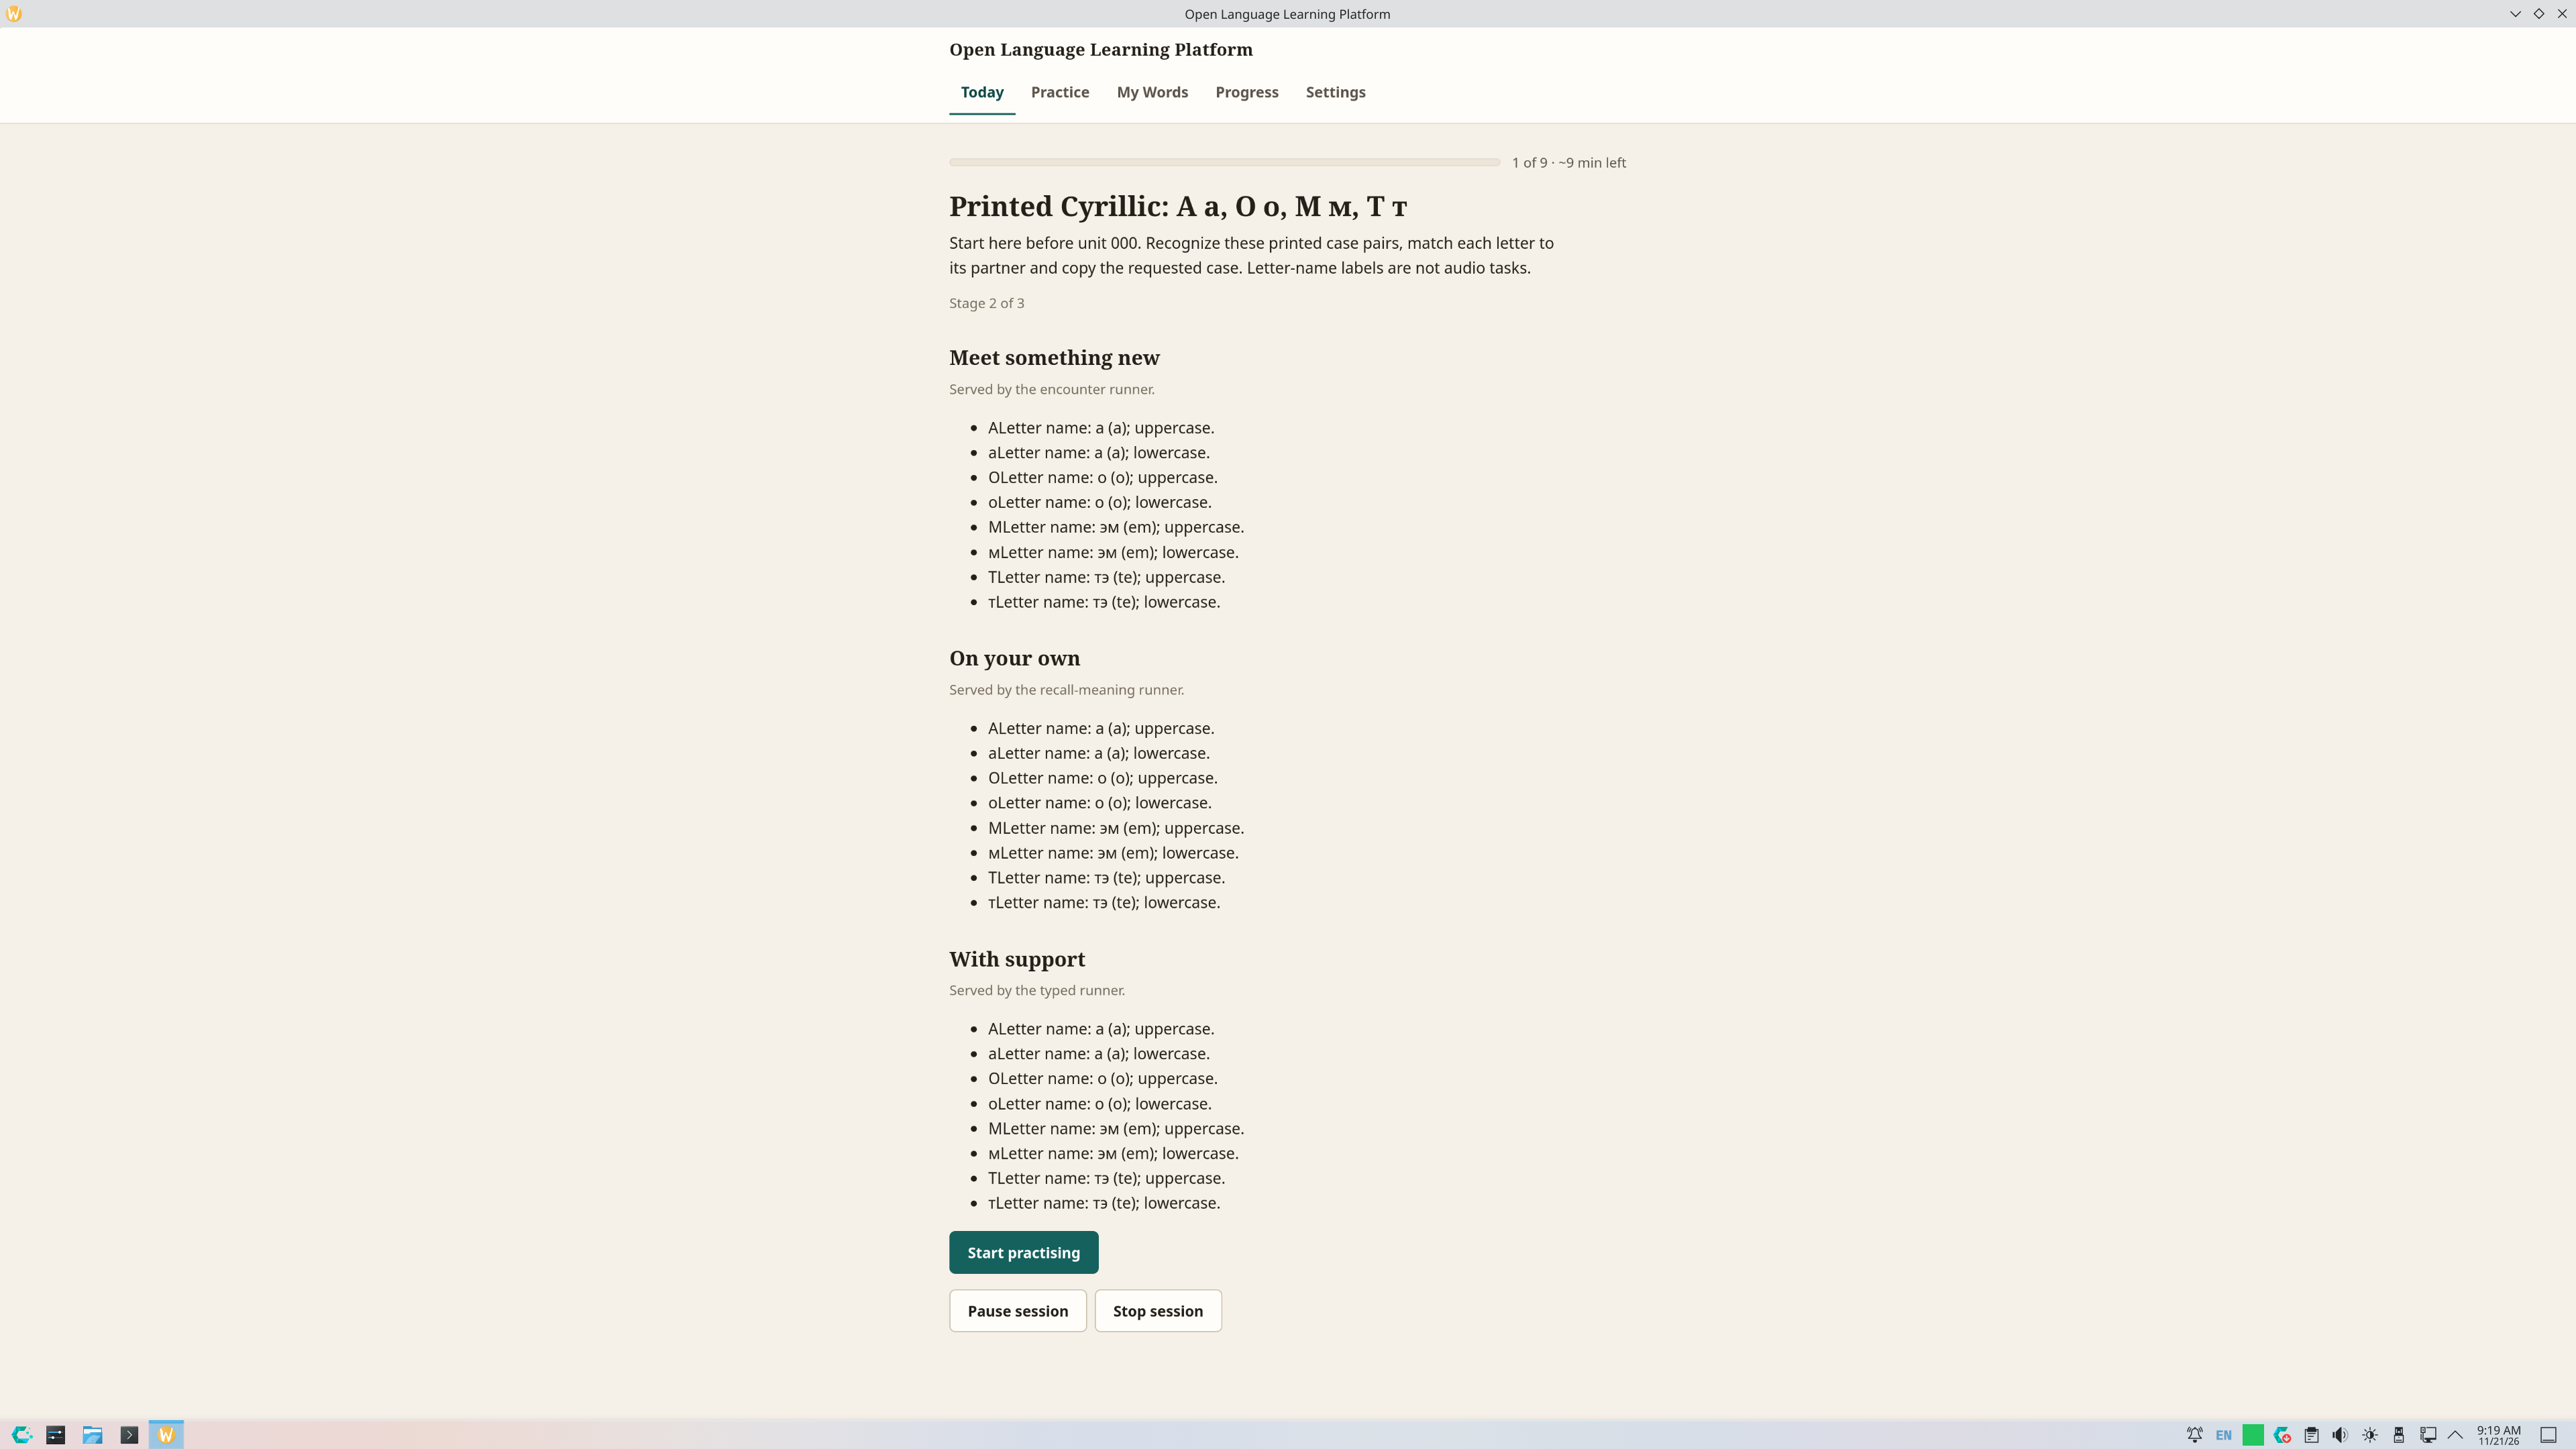 Open Language Learning Platform
Open Language Learning Platform
Today Practice My Words Progress Settings
1 of 9 · ~9 min left
Printed Cyrillic: А а, О о, М м, Т т
Start here before unit 000. Recognize these printed case pairs, match each letter to
its partner and copy the requested case. Letter-name labels are not audio tasks.
Stage 2 of 3
Meet something new
Served by the encounter runner.
АLetter name: а (a); uppercase.
аLetter name: а (a); lowercase.
ОLetter name: о (o); uppercase.
оLetter name: о (o); lowercase.
МLetter name: эм (em); uppercase.
мLetter name: эм (em); lowercase.
ТLetter name: тэ (te); uppercase.
тLetter name: тэ (te); lowercase.
On your own
Served by the recall-meaning runner.
АLetter name: а (a); uppercase.
аLetter name: а (a); lowercase.
ОLetter name: о (o); uppercase.
оLetter name: о (o); lowercase.
МLetter name: эм (em); uppercase.
мLetter name: эм (em); lowercase.
ТLetter name: тэ (te); uppercase.
тLetter name: тэ (te); lowercase.
With support
Served by the typed runner.
АLetter name: а (a); uppercase.
аLetter name: а (a); lowercase.
ОLetter name: о (o); uppercase.
оLetter name: о (o); lowercase.
МLetter name: эм (em); uppercase.
мLetter name: эм (em); lowercase.
ТLetter name: тэ (te); uppercase.
тLetter name: тэ (te); lowercase.
Start practising
Pause session Stop session
EN 9:19 AM
11/21/26